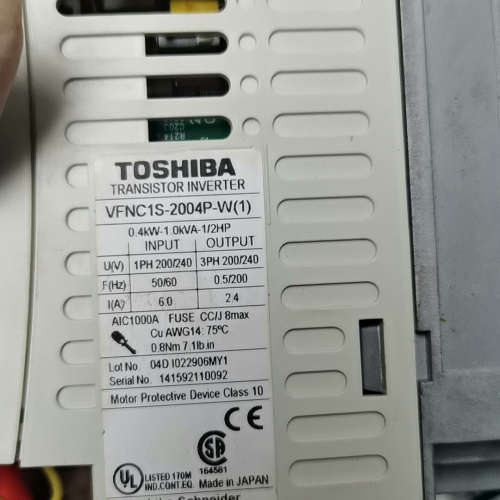 TOSHIBA
TRANSISTOR INVERTER
VFNC1S-2004P-W(1)
0.4kW-1.0kVA-1/2HP
INPUT OUTPUT
U(V) 1PH 200/240 3PH 200/240
F(Hz) 50/60 0.5/200
I(A) 6.0 2.4
AIC1000A FUSE CC/J 8max
Cu AWG14: 75°C
0.8Nm 7.1lb.in
Lot No. 04D I022906MY1
Serial No. 141592110092
Motor Protective Device Class 10
CE
UL LISTED 170M
IND.CONT.EQ.
SA
164581
Made in JAPAN
Schneider